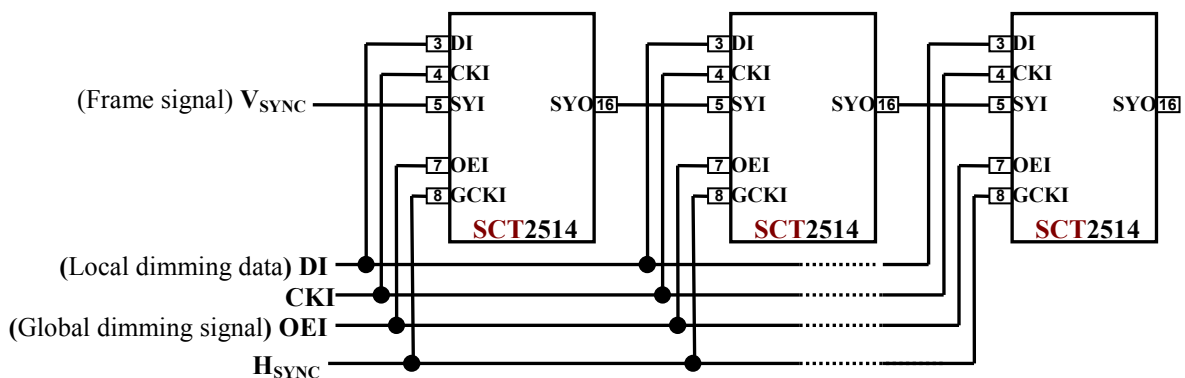 3 DI 3 DI 3 DI
4 CKI 4 CKI 4 CKI
(Frame signal) VSYNC 5 SYI SYO 16 5 SYI SYO 16 5 SYI SYO 16
7 OEI 7 OEI 7 OEI
8 GCKI 8 GCKI 8 GCKI
SCT2514 SCT2514 SCT2514
(Local dimming data) DI
CKI
(Global dimming signal) OEI
HSYNC